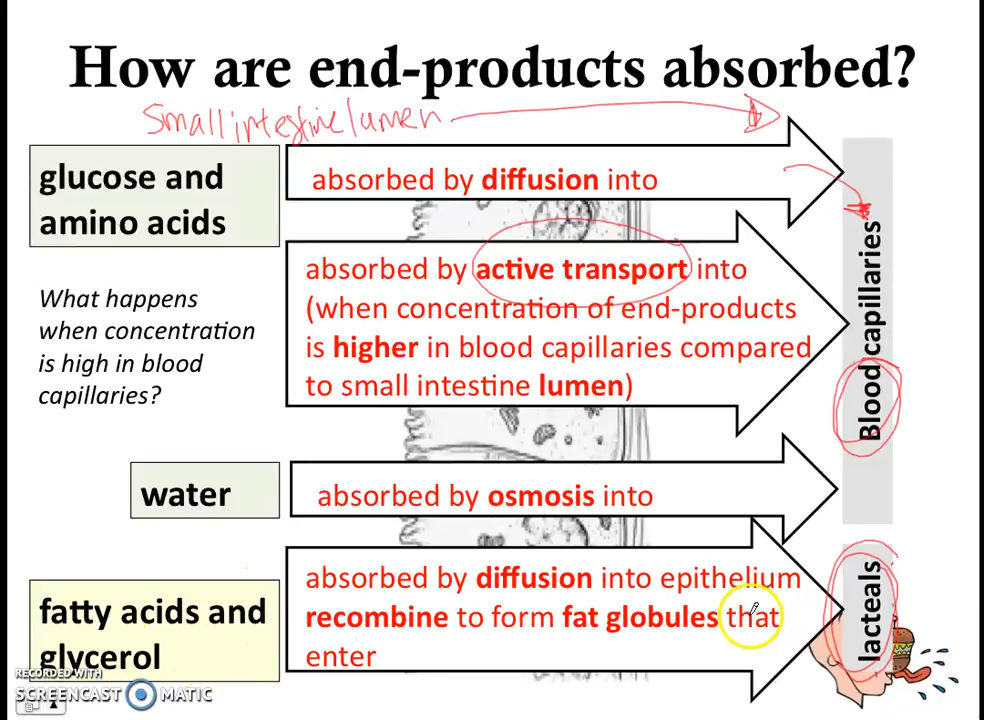 How are end-products absorbed?
Small intestine lumen
glucose and
amino acids
absorbed by diffusion into
What happens
when concentration
is high in blood
capillaries?
absorbed by active transport into
(when concentration of end-products
is higher in blood capillaries compared
to small intestine lumen)
water
absorbed by osmosis into
fatty acids and
glycerol
absorbed by diffusion into epithelium
recombine to form fat globules that
enter
Blood capillaries
lacteals
RECORDED WITH
SCREENCAST MATIC